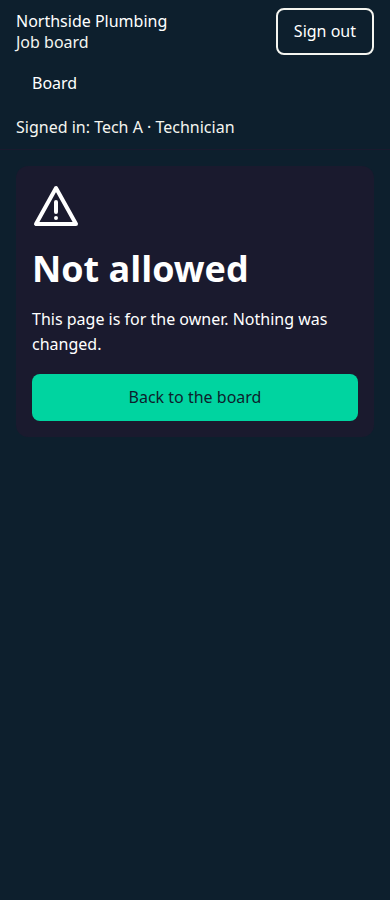 Northside Plumbing
Job board
Sign out
Board
Signed in: Tech A · Technician
Not allowed
This page is for the owner. Nothing was
changed.
Back to the board